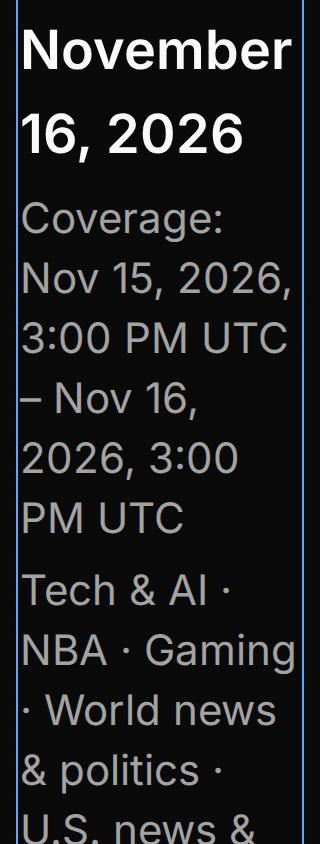 November
16, 2026
Coverage:
Nov 15, 2026,
3:00 PM UTC
– Nov 16,
2026, 3:00
PM UTC
Tech & AI ·
NBA · Gaming
· World news
& politics ·
U.S. news &